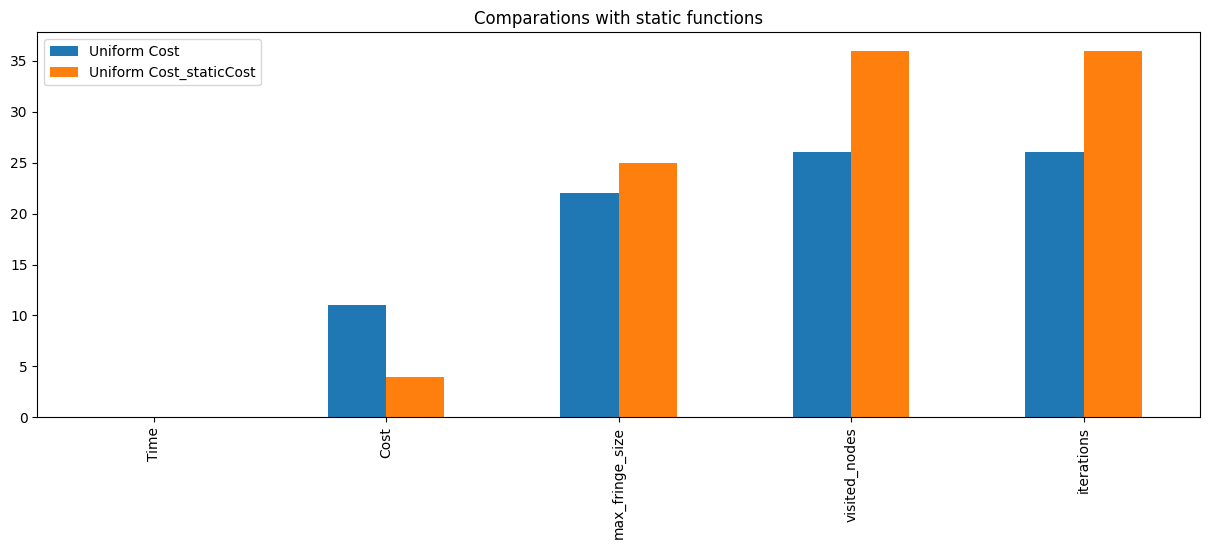 Comparations with static functions
Uniform Cost
Uniform Cost_staticCost
35
30
25
20
15
10
5
0
Time
Cost
max_fringe_size
visited_nodes
iterations